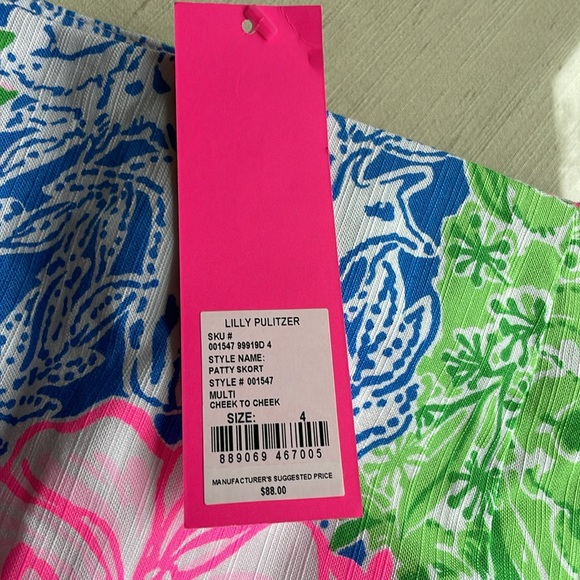 LILLY PULITZER
SKU #
001547 99919D 4
STYLE NAME:
PATTY SKORT
STYLE # 001547
MULTI
CHEEK TO CHEEK
SIZE: 4
889069 467005
MANUFACTURER'S SUGGESTED PRICE
$88.00